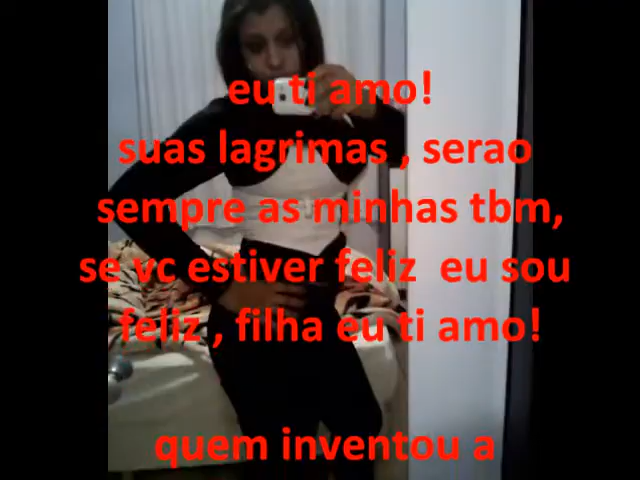 eu ti amo!
suas lagrimas , serao
sempre as minhas tbm,
se vc estiver feliz eu sou
feliz , filha eu ti amo!
quem inventou a